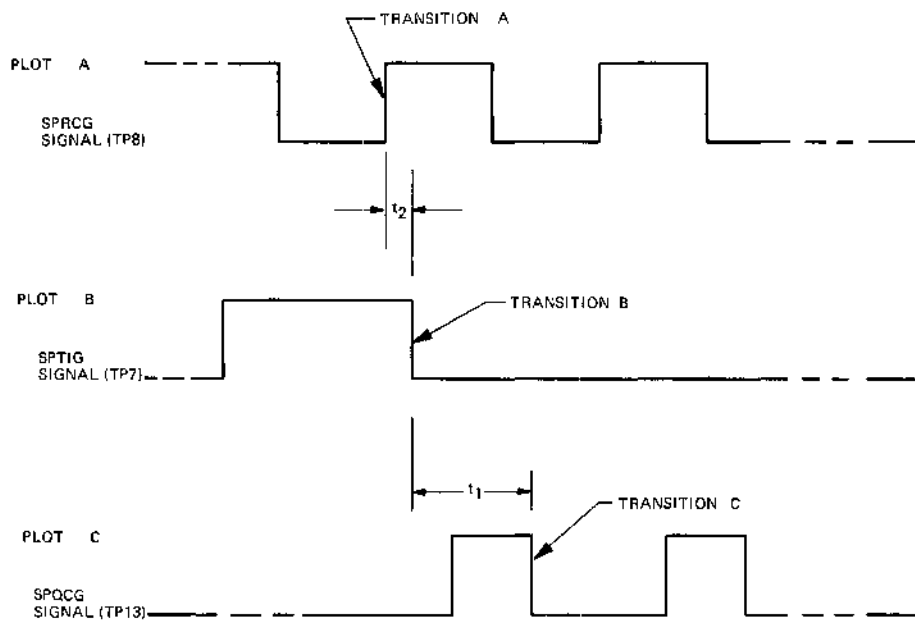 TRANSITION A
PLOT A
SPRCG
SIGNAL (TP8)
t2
PLOT B
TRANSITION B
SPTIG
SIGNAL (TP7)
t1
TRANSITION C
PLOT C
SPQCG
SIGNAL (TP13)